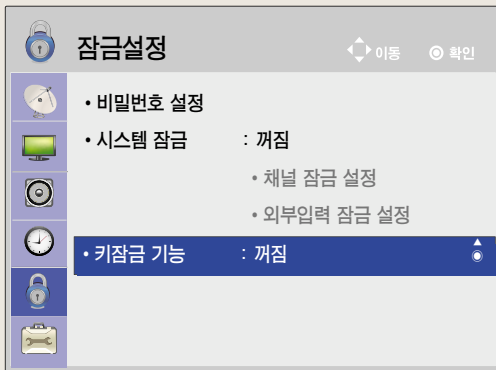 잠금설정 이동 확인
• 비밀번호 설정
• 시스템 잠금 : 꺼짐
• 채널 잠금 설정
• 외부입력 잠금 설정
• 키잠금 기능 : 꺼짐